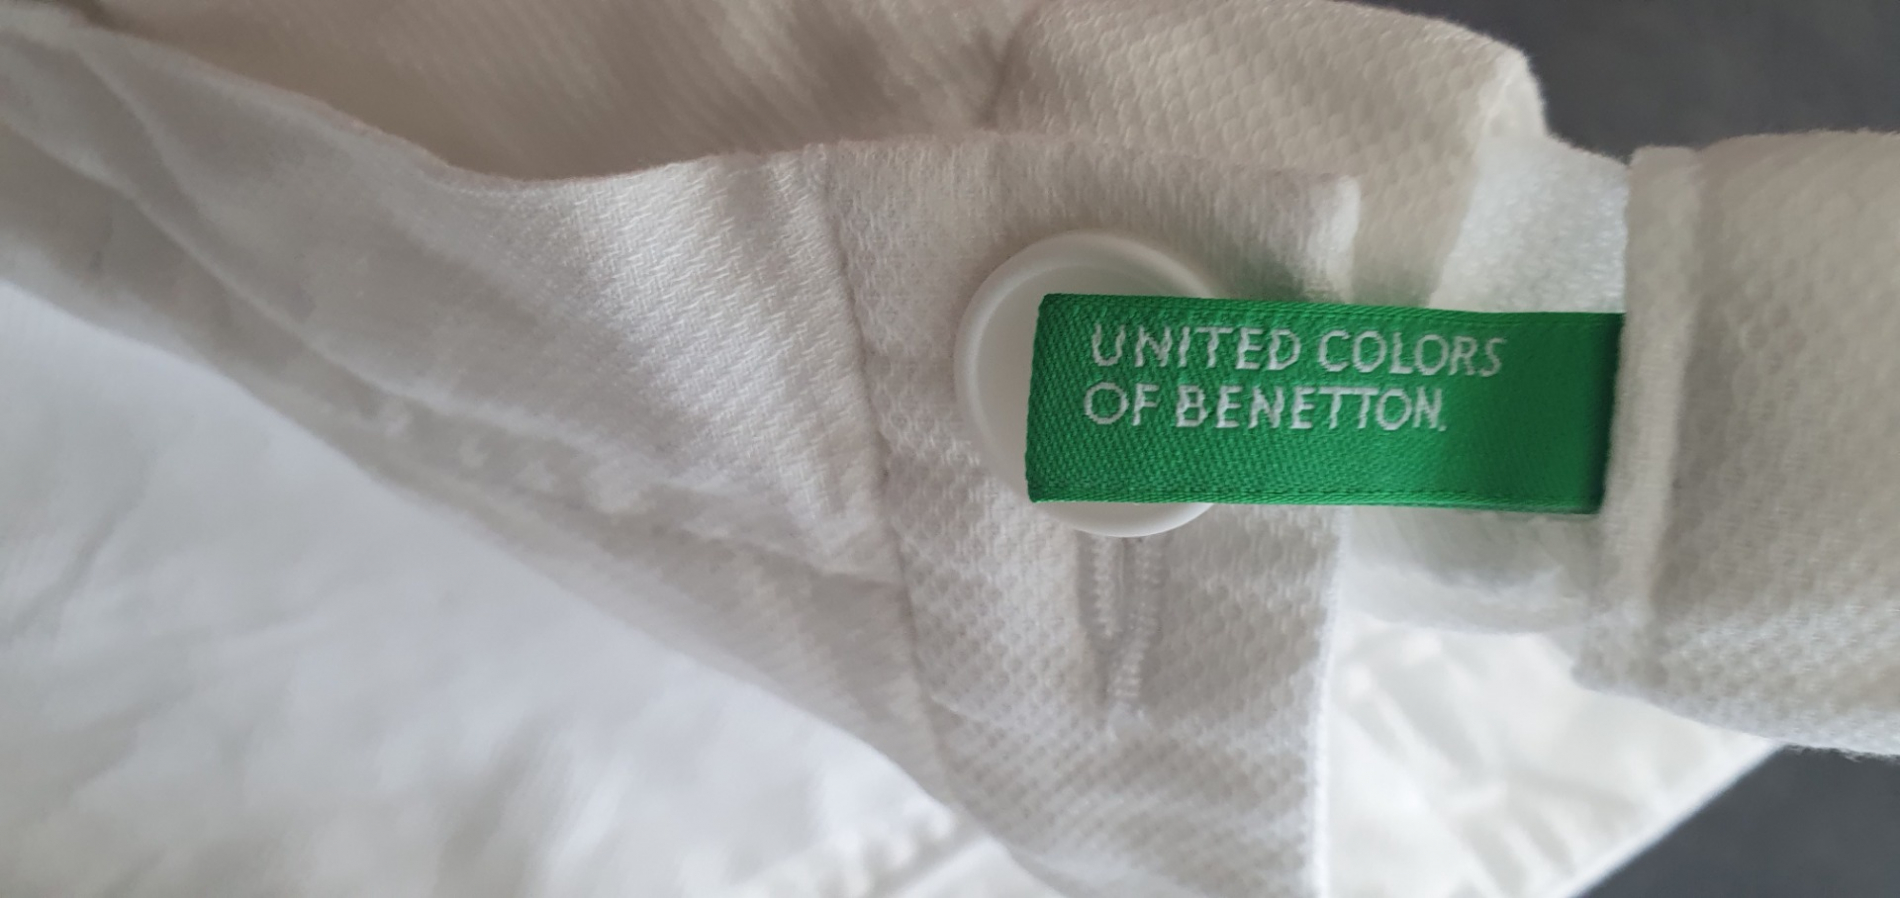 UNITED COLORS
OF BENETTON.